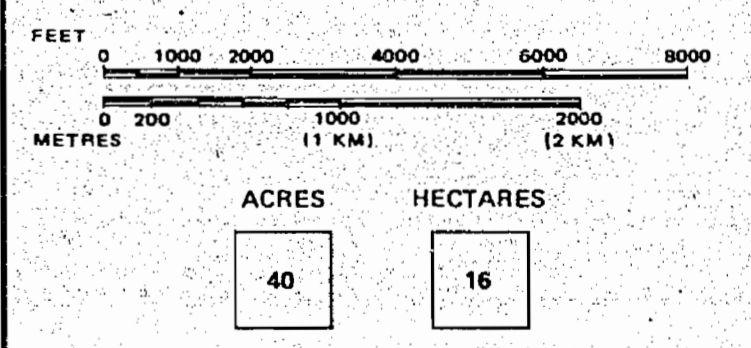 FEET
0 1000 2000 4000 6000 8000
0 200 1000 2000
METRES (1 KM) (2 KM)
ACRES HECTARES
40 16